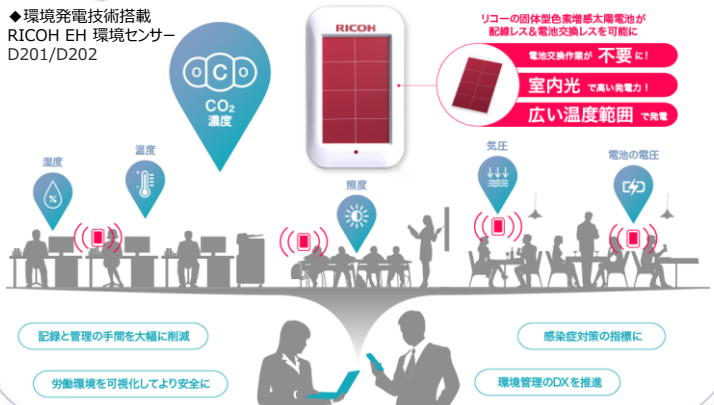 ◆環境発電技術搭載
RICOH EH 環境センサー
D201/D202
RICOH
リコーの固体型色素増感太陽電池が
配線レス＆電池交換レスを可能に
電池交換作業が 不要に!
室内光 で高い発電力!
広い温度範囲 で発電
OCO
CO₂
濃度
湿度
%
温度
照度
気圧
電池の電圧
記録と管理の手間を大幅に削減
労働環境を可視化してより安全に
感染症対策の指標に
環境管理のDXを推進